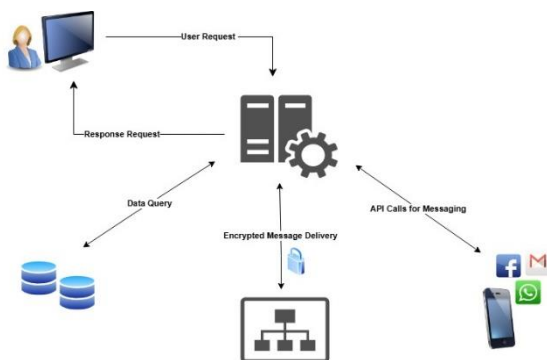 User Request
Response Request
Data Query
API Calls for Messaging
Encrypted Message Delivery